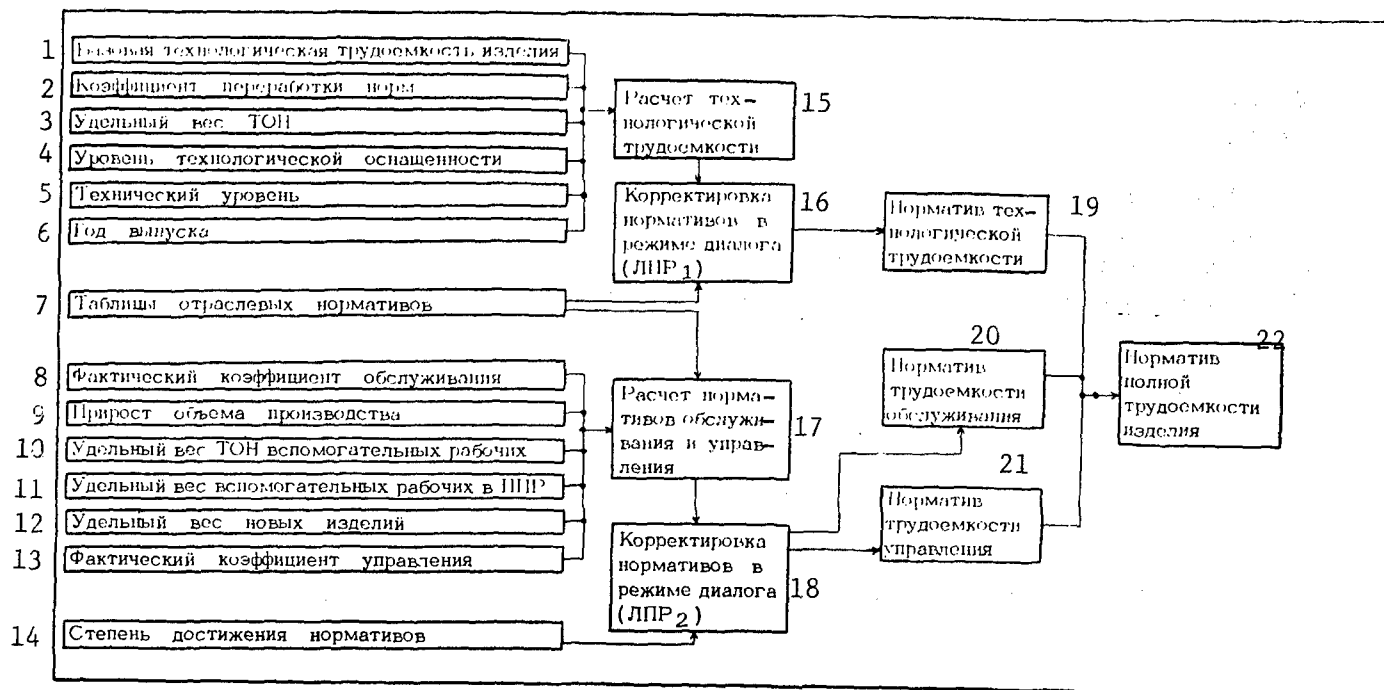 1 Базовая технологическая трудоемкость изделия
2 Коэффициент переработки норм
3 Удельный вес ТОН
4 Уровень технологической оснащенности
5 Технический уровень
6 Год выпуска
7 Таблицы отраслевых нормативов
8 Фактический коэффициент обслуживания
9 Прирост объема производства
10 Удельный вес ТОН вспомогательных рабочих
11 Удельный вес вспомогательных рабочих в ППР
12 Удельный вес новых изделий
13 Фактический коэффициент управления
14 Степень достижения нормативов
15
Расчет тех-
нологической
трудоемкости
16
Корректировка
нормативов в
режиме диалога
(ЛПР1)
17
Расчет норма-
тивов обслужи-
вания и управ-
ления
18
Корректировка
нормативов в
режиме диалога
(ЛПР2)
19
Норматив тех-
нологической
трудоемкости
20
Норматив
трудоемкости
обслуживания
21
Норматив
трудоемкости
управления
22
Норматив
полной
трудоемкости
изделия